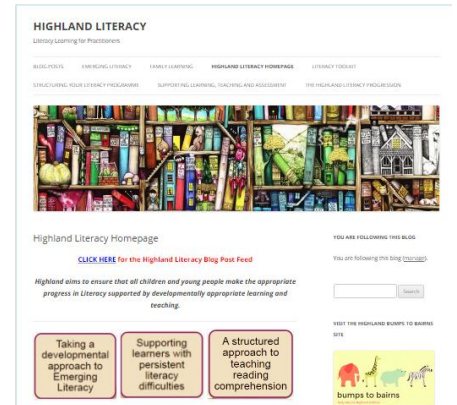 HIGHLAND LITERACY
Literacy Learning for Practitioners
BLOG POSTS EMERGING LITERACY FAMILY LEARNING HIGHLAND LITERACY HOMEPAGE LITERACY TOOLKIT
STRUCTURING YOUR LITERACY PROGRAMME SUPPORTING LEARNING, TEACHING AND ASSESSMENT THE HIGHLAND LITERACY PROGRESSION
Highland Literacy Homepage
CLICK HERE for the Highland Literacy Blog Post Feed
Highland aims to ensure that all children and young people make the appropriate
progress in Literacy supported by developmentally appropriate learning and
teaching.
Taking a
developmental
approach to
Emerging
Literacy
Supporting
learners with
persistent
literacy
difficulties
A structured
approach to
teaching
reading
comprehension
YOU ARE FOLLOWING THIS BLOG
You are following this blog (manage).
Search
VISIT THE HIGHLAND BUMPS TO BAIRNS
SITE
bumps to bairns